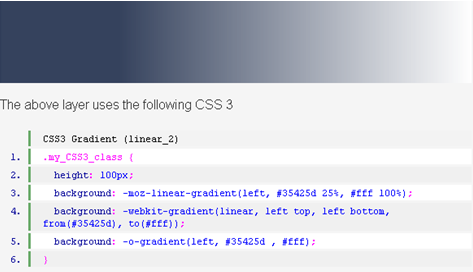 The above layer uses the following CSS 3
CSS3 Gradient (linear_2)
1. .my_CSS3_class {
2. height: 100px;
3. background: -moz-linear-gradient(left, #35425d 25%, #fff 100%);
4. background: -webkit-gradient(linear, left top, left bottom,
from(#35425d), to(#fff));
5. background: -o-gradient(left, #35425d , #fff);
6. }